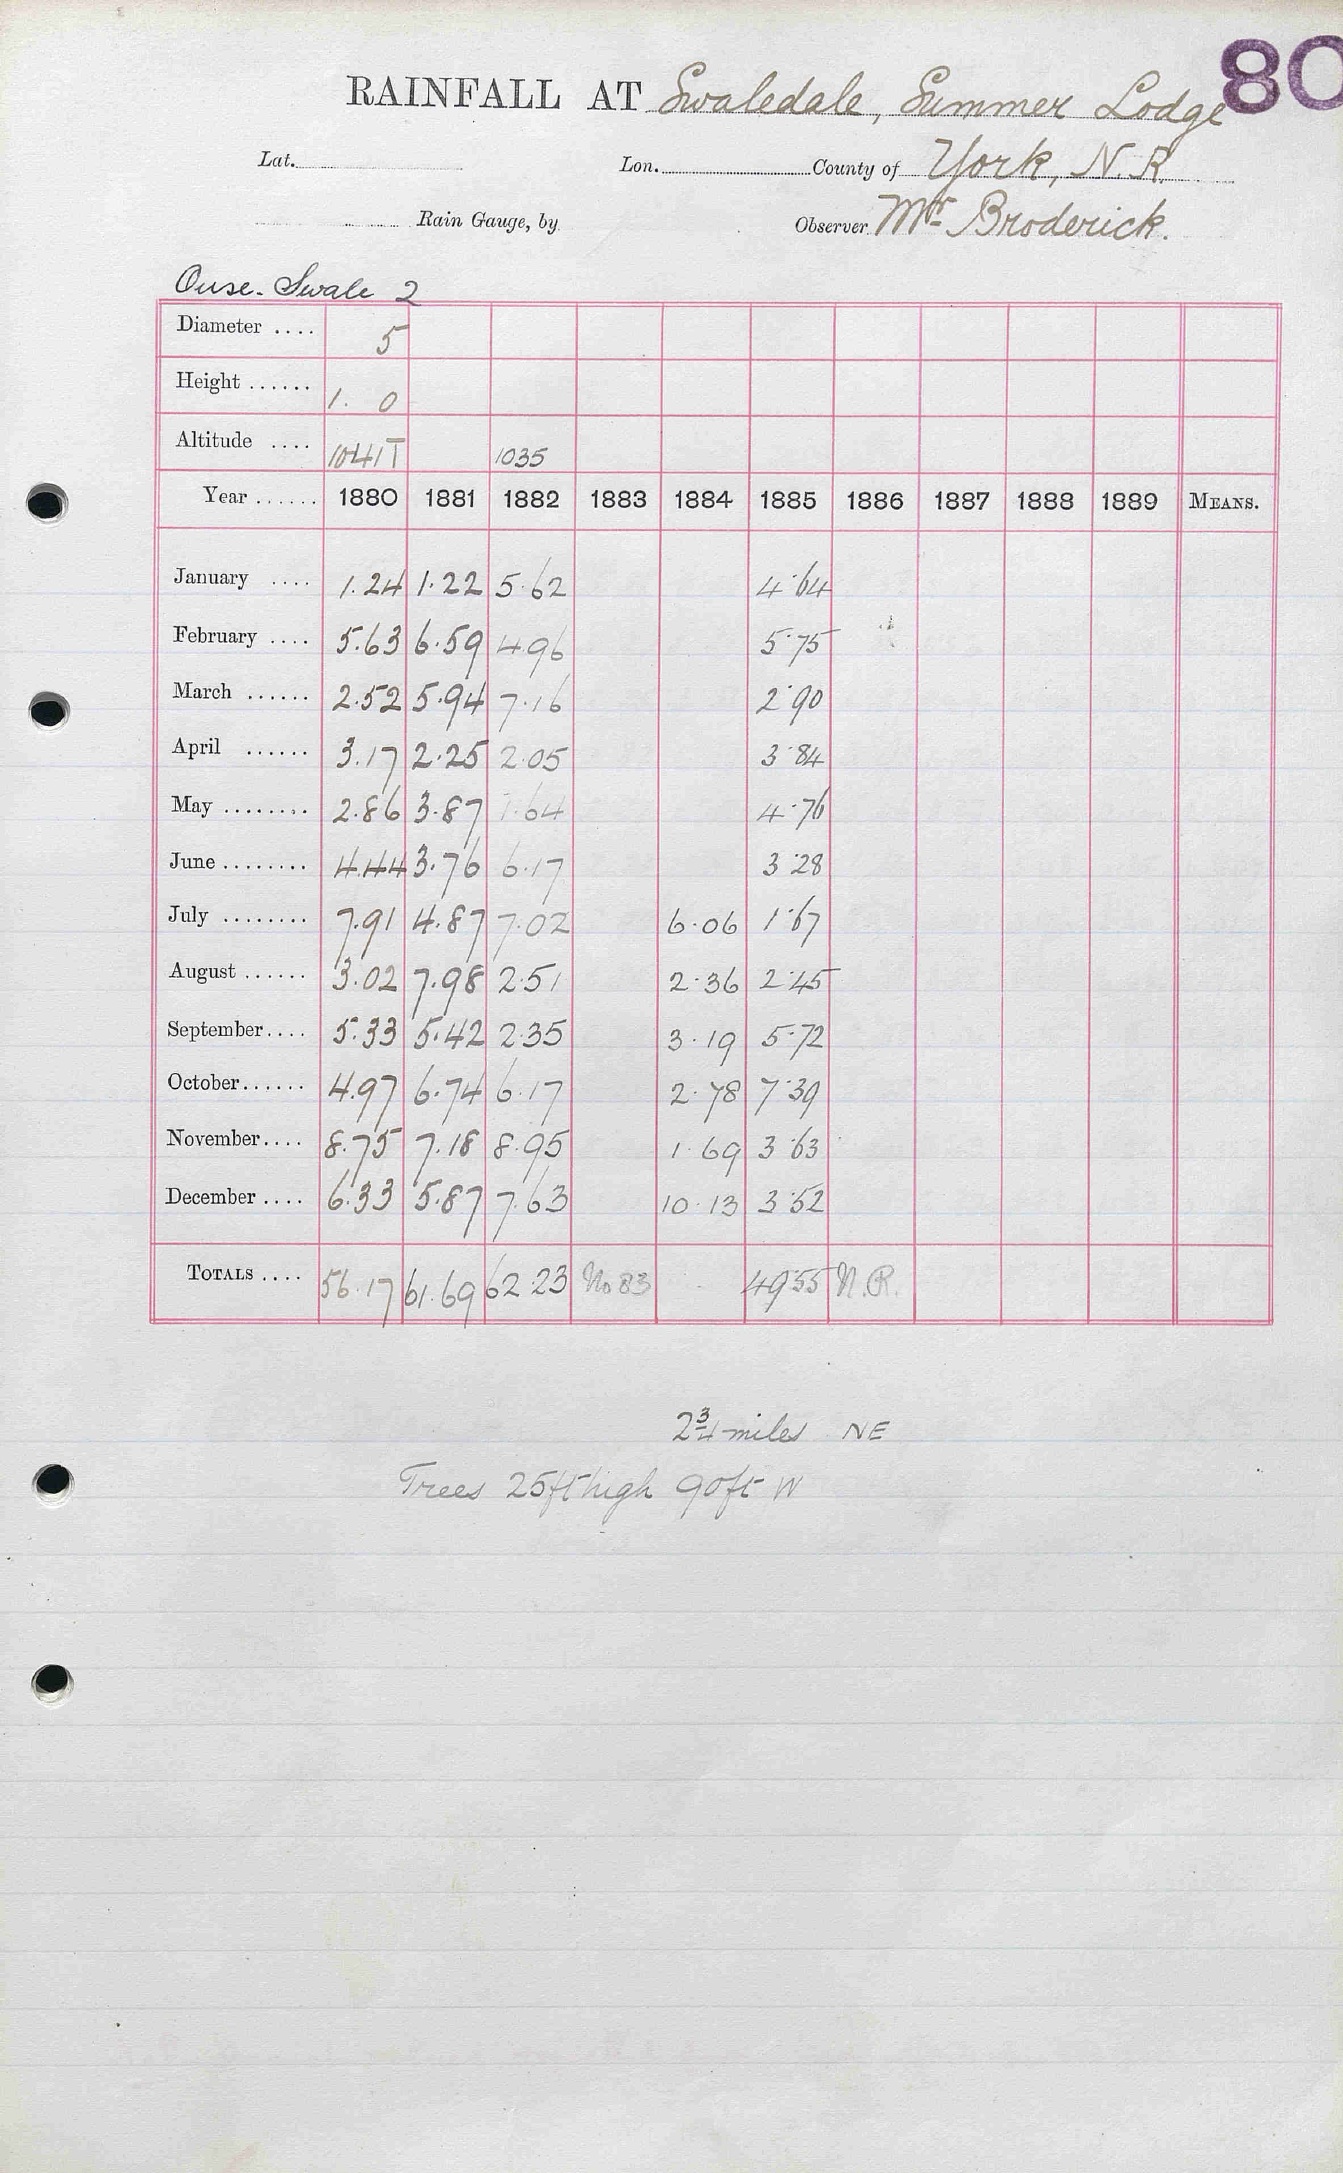 80
RAINFALL AT Swaledale, Summer Lodge
Lat. Lon. County of York, N. R.
Rain Gauge, by Observer Mr Broderick.
Ouse. Swale 2
Diameter .... 5
Height ...... 1. 0
Altitude .... 1041T 1035
Year ...... 1880 1881 1882 1883 1884 1885 1886 1887 1888 1889 MEANS.
January .... 1.24 1.22 5.62 4.64
February .... 5.63 6.59 4.96 5.75
March ...... 2.52 5.94 7.16 2.90
April ...... 3.17 2.25 2.05 3.84
May ........ 2.86 3.87 1.64 4.76
June ........ 4.44 3.76 6.17 3.28
July ........ 7.91 4.87 7.02 6.06 1.67
August ...... 3.02 7.98 2.51 2.36 2.45
September .... 5.33 5.42 2.35 3.19 5.72
October ...... 4.97 6.74 6.17 2.78 7.39
November .... 8.75 7.18 8.95 1.69 3.63
December .... 6.33 5.87 7.63 10.13 3.52
TOTALS .... 56.17 61.69 62.23 No 83 49.55 N.R.
2¾ miles NE
Trees 25ft high 90ft W